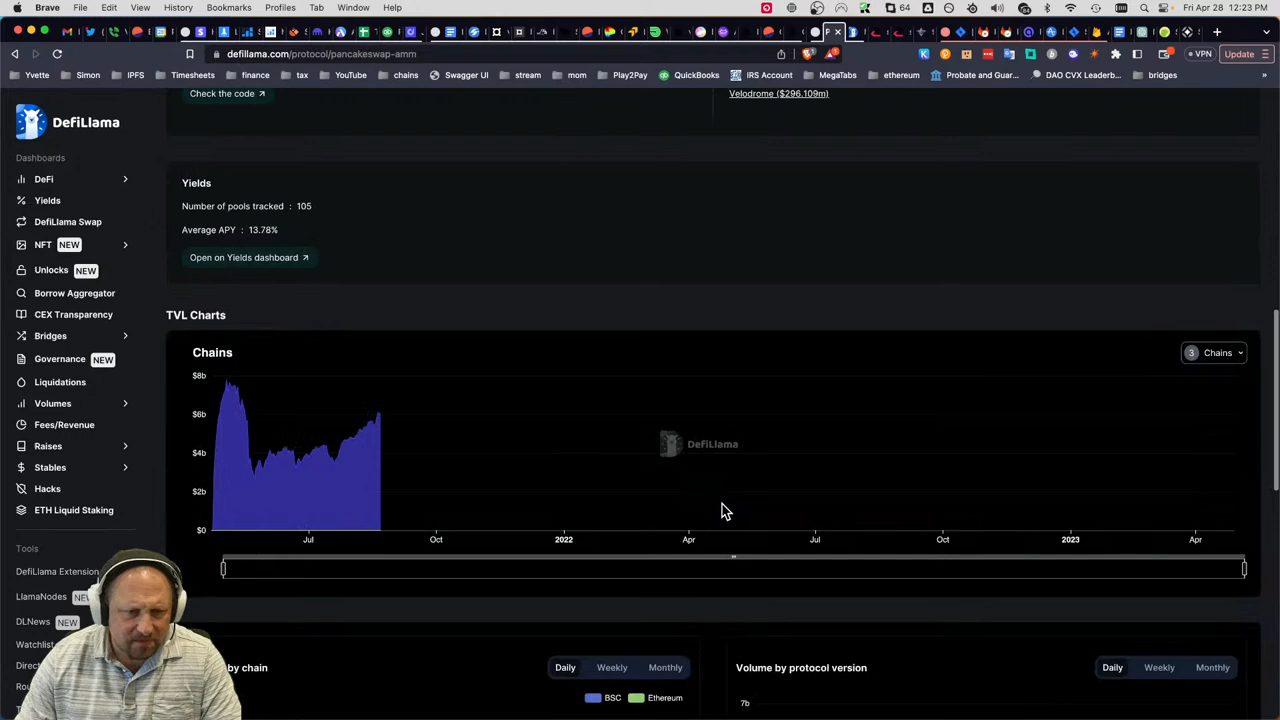 Brave File Edit View History Bookmarks Profiles Tab Window Help 64 Fri Apr 28 12:23 PM
defillama.com/protocol/pancakeswap-amm VPN Update
Yvette Simon IPFS Timesheets finance tax YouTube chains Swagger UI stream mom Play2Pay QuickBooks IRS Account MegaTabs ethereum Probate and Guar... DAO CVX Leaderb... bridges »
Check the code
Velodrome ($296.109m)
DefiLlama
Dashboards
DeFi
Yields
DefiLlama Swap
NFT NEW
Unlocks NEW
Borrow Aggregator
CEX Transparency
Bridges
Governance NEW
Liquidations
Volumes
Fees/Revenue
Raises
Stables
Hacks
ETH Liquid Staking
Tools
DefiLlama Extension
LlamaNodes
DLNews NEW
Watchlist
Yields
Number of pools tracked : 105
Average APY : 13.78%
Open on Yields dashboard
TVL Charts
Chains
3 Chains
$8b
$6b
$4b
$2b
$0
DefiLlama
Jul Oct 2022 Apr Jul Oct 2023 Apr
by chain
Daily Weekly Monthly
BSC Ethereum
Volume by protocol version
Daily Weekly Monthly
7b